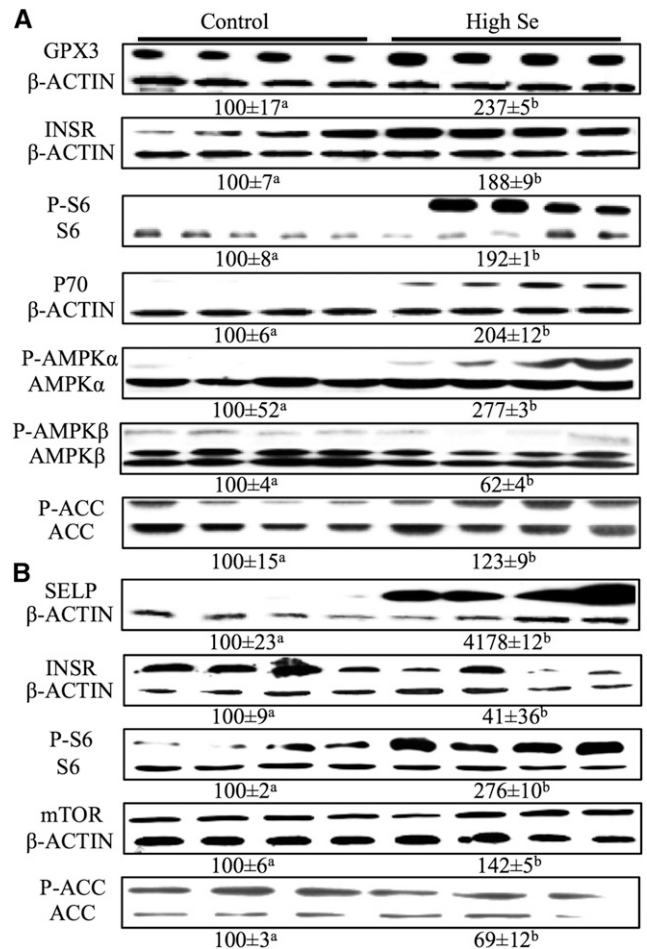 A
Control High Se
GPX3
β-ACTIN
100±17ᵃ 237±5ᵇ
INSR
β-ACTIN
100±7ᵃ 188±9ᵇ
P-S6
S6
100±8ᵃ 192±1ᵇ
P70
β-ACTIN
100±6ᵃ 204±12ᵇ
P-AMPKα
AMPKα
100±52ᵃ 277±3ᵇ
P-AMPKβ
AMPKβ
100±4ᵃ 62±4ᵇ
P-ACC
ACC
100±15ᵃ 123±9ᵇ
B
SELP
β-ACTIN
100±23ᵃ 4178±12ᵇ
INSR
β-ACTIN
100±9ᵃ 41±36ᵇ
P-S6
S6
100±2ᵃ 276±10ᵇ
mTOR
β-ACTIN
100±6ᵃ 142±5ᵇ
P-ACC
ACC
100±3ᵃ 69±12ᵇ